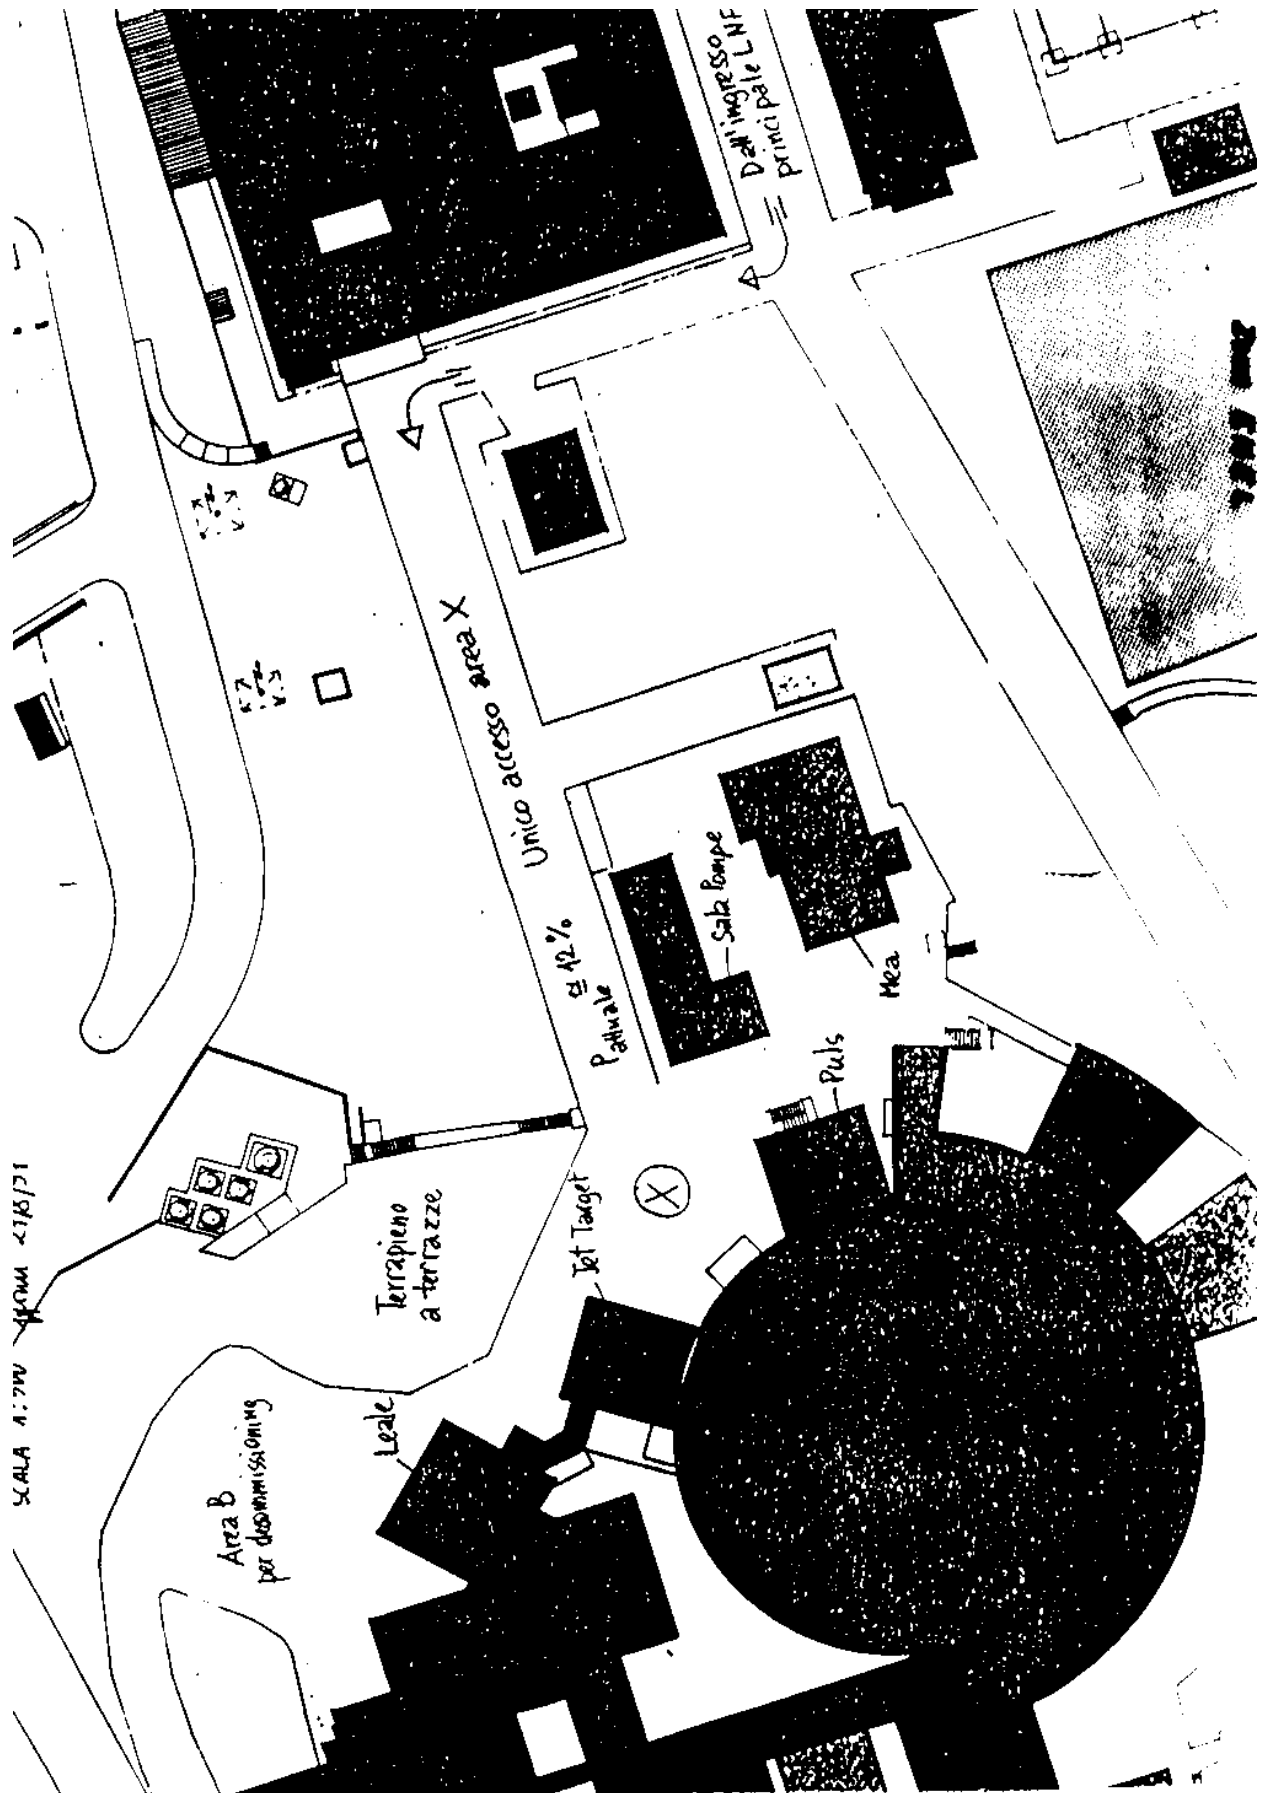 Dall'ingresso
principale LNF
Unico accesso area X
P attuale
≅ 12%
Sala Pompe
Mea
Puls
X
Jet Target
Terrapieno
a terrazze
Leale
Area B
per decommissioning
SCALA